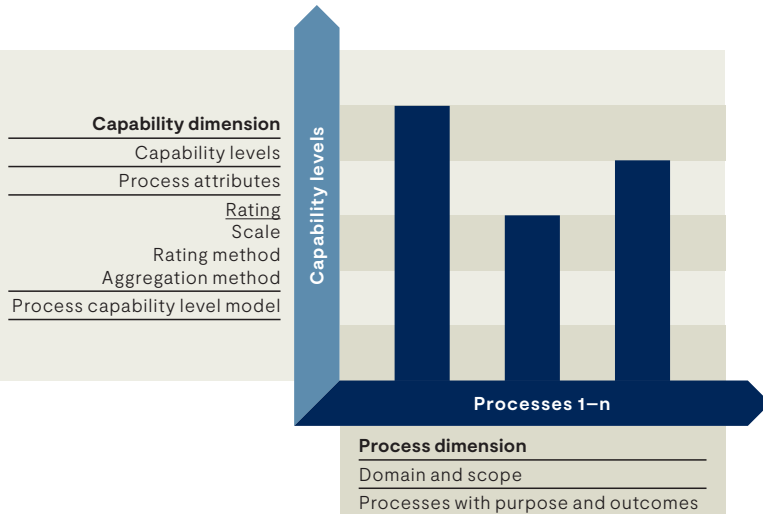 Capability dimension
Capability levels
Process attributes
Rating
Scale
Rating method
Aggregation method
Process capability level model
Capability levels
Processes 1–n
Process dimension
Domain and scope
Processes with purpose and outcomes